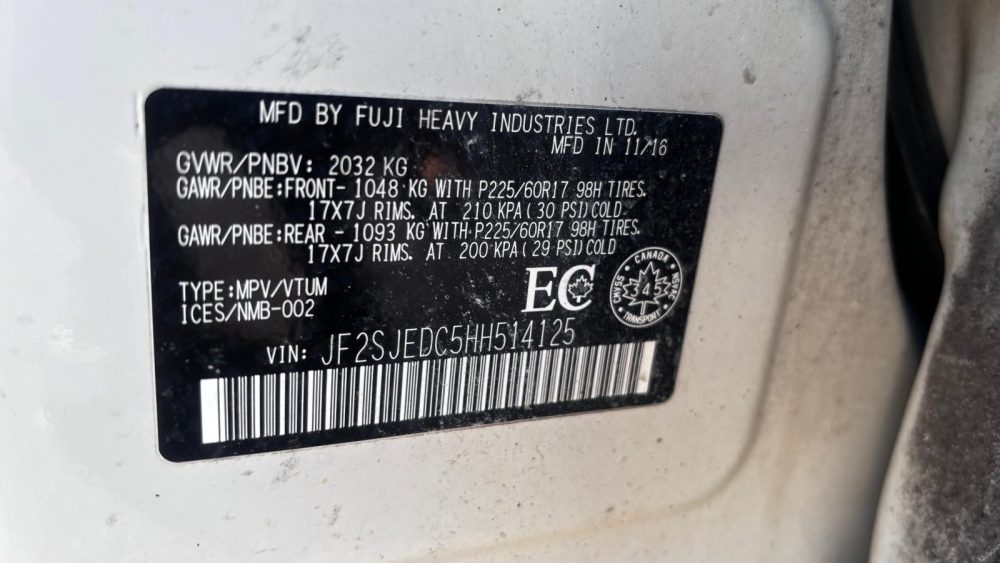 MFD BY FUJI HEAVY INDUSTRIES LTD.
MFD IN 11/16
GVWR/PNBV: 2032 KG
GAWR/PNBE:FRONT- 1048 KG WITH P225/60R17 98H TIRES.
17X7J RIMS. AT 210 KPA(30 PSI)COLD.
GAWR/PNBE:REAR - 1093 KG WITH P225/60R17 98H TIRES.
17X7J RIMS. AT 200 KPA(29 PSI)COLD
TYPE:MPV/VTUM
ICES/NMB-002
EC
CANADA
CMVSS
45
NSVAC
TRANSPORT
VIN: JF2SJEDC5HH514125